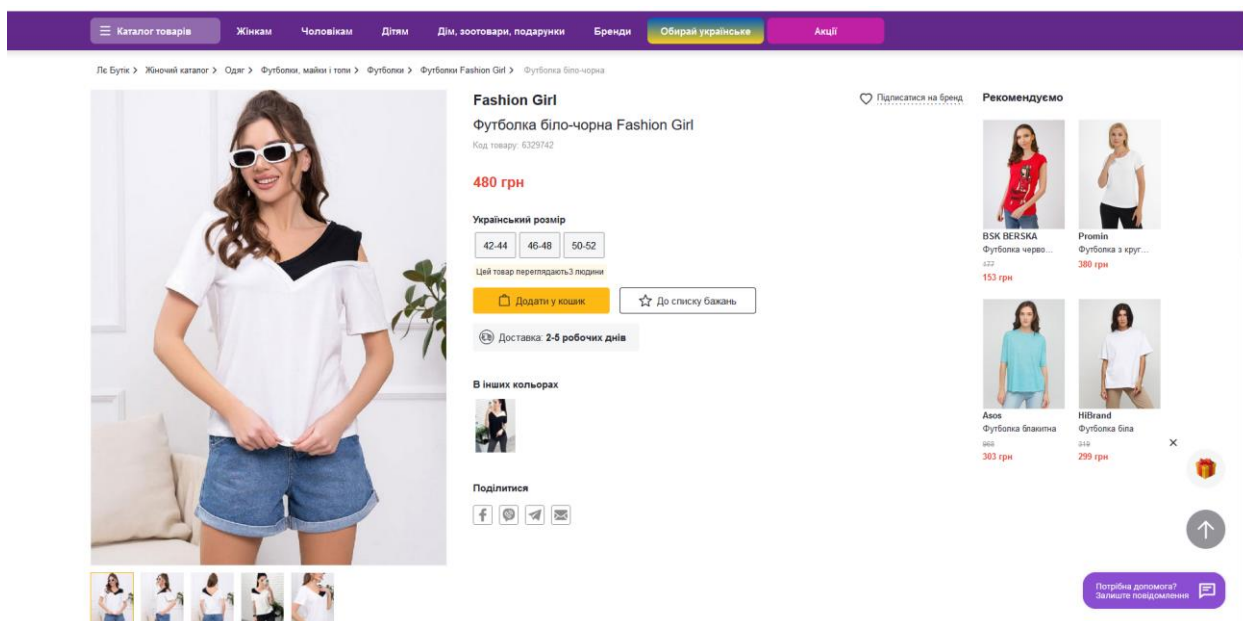 Каталог товарів
Жінкам
Чоловікам
Дітям
Дім, зоотовари, подарунки
Бренди
Обирай українське
Акції
Лє Бутік > Жіночий каталог > Одяг > Футболки, майки і топи > Футболки > Футболки Fashion Girl > Футболка біло-чорна
Fashion Girl
Підписатися на бренд
Футболка біло-чорна Fashion Girl
Код товару: 6329742
480 грн
Український розмір
42-44 46-48 50-52
Цей товар переглядають3 людини
Додати у кошик
До списку бажань
Доставка: 2-5 робочих днів
В інших кольорах
Поділитися
Рекомендуємо
BSK BERSKA
Футболка черво...
153 грн
Promin
Футболка з круг...
380 грн
Asos
Футболка блакитна
303 грн
HiBrand
Футболка біла
299 грн
Потрібна допомога?
Залиште повідомлення